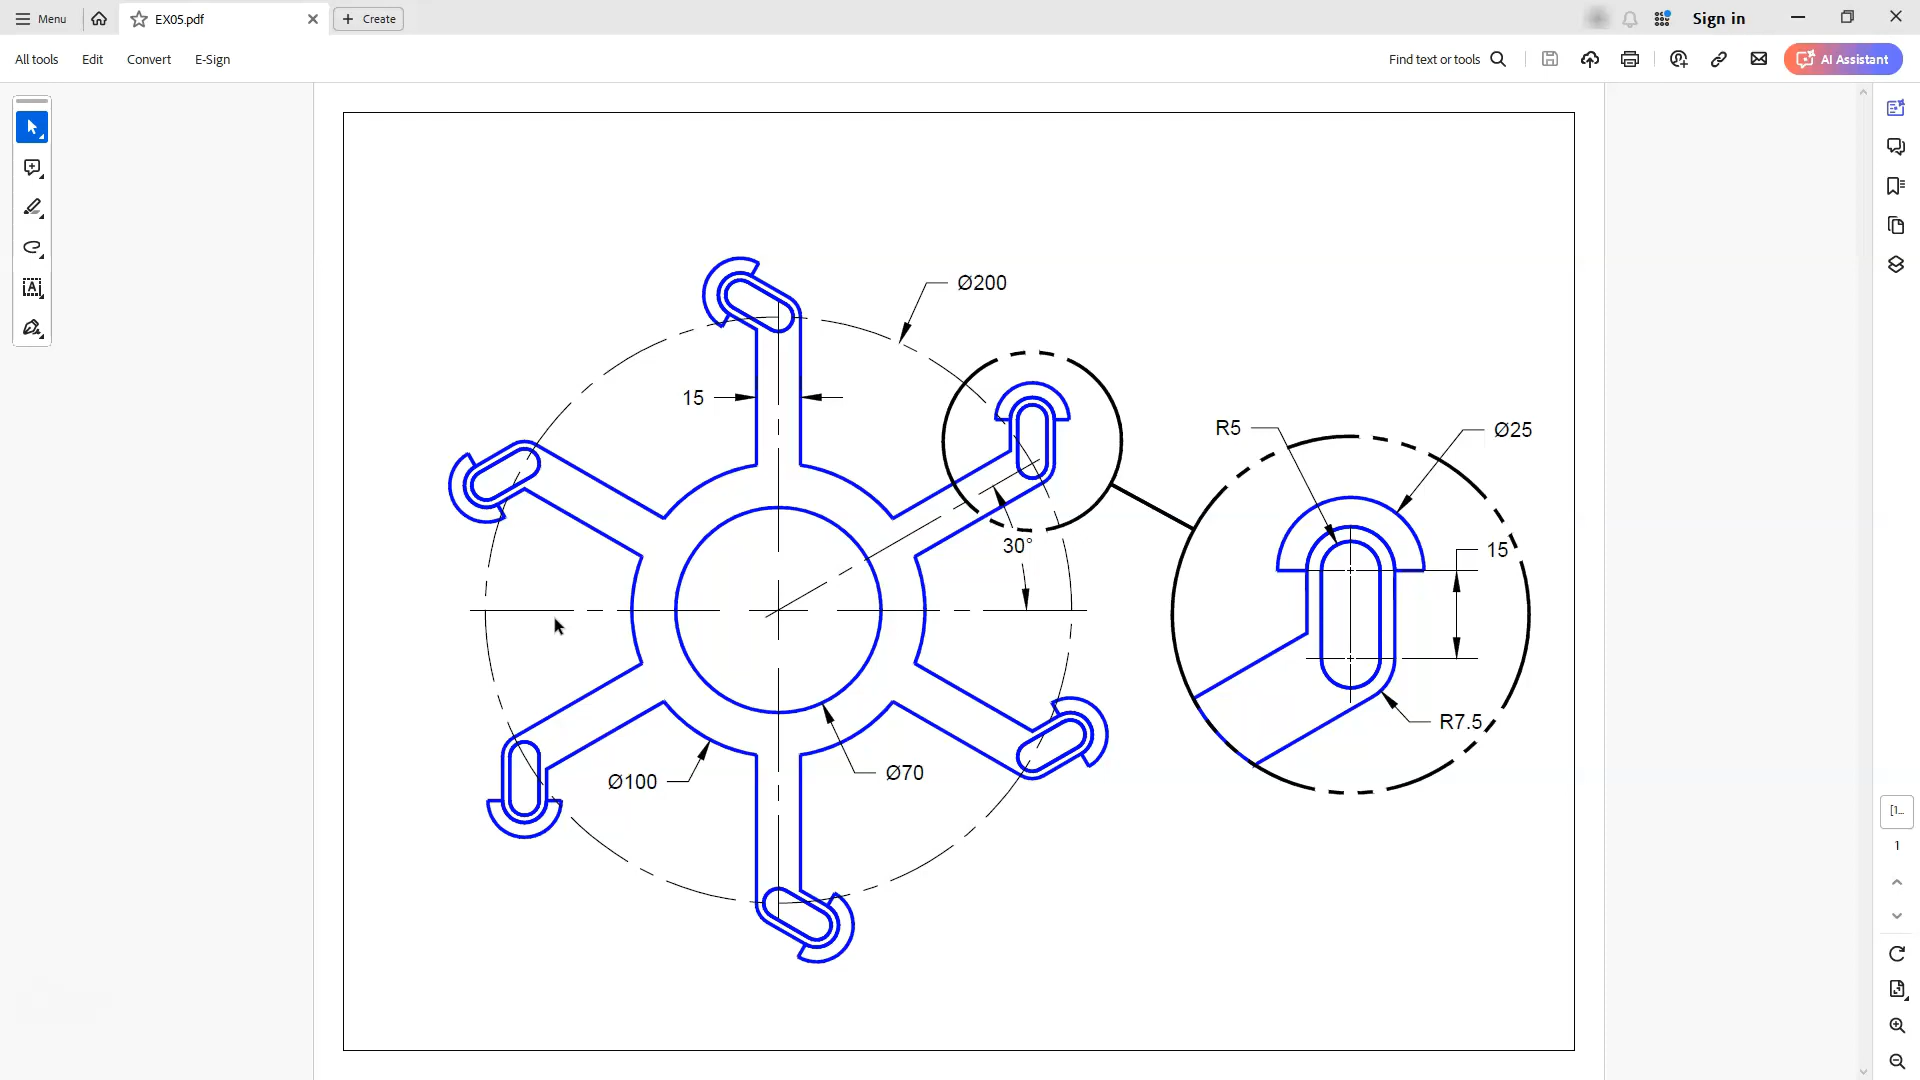 Menu
EX05.pdf
Create
Sign in
All tools
Edit
Convert
E-Sign
Find text or tools
AI Assistant
Ø200
15
R5
Ø25
15
30°
R7.5
Ø100
Ø70
[1...
1